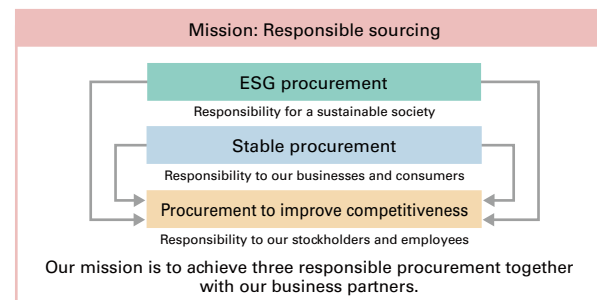 Mission: Responsible sourcing
ESG procurement
Responsibility for a sustainable society
Stable procurement
Responsibility to our businesses and consumers
Procurement to improve competitiveness
Responsibility to our stockholders and employees
Our mission is to achieve three responsible procurement together
with our business partners.